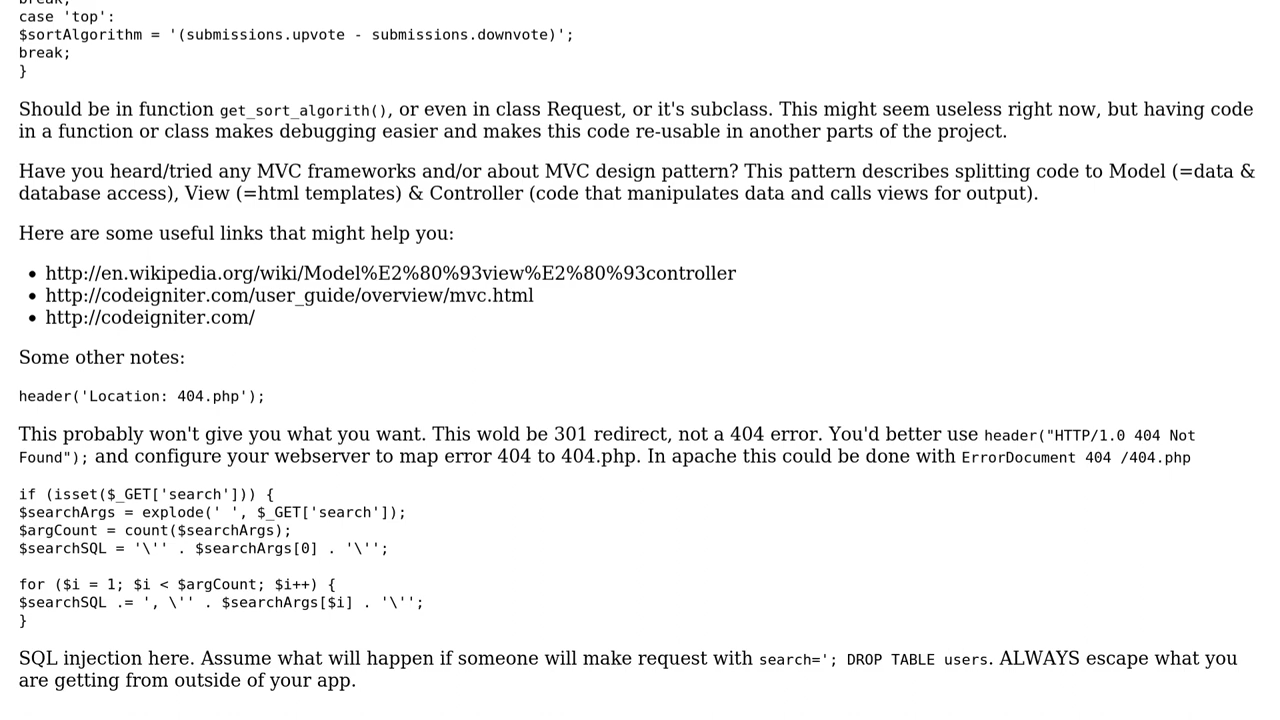 break;
case 'top':
$sortAlgorithm = '(submissions.upvote - submissions.downvote)';
break;
}
Should be in function get_sort_algorith(), or even in class Request, or it's subclass. This might seem useless right now, but having code
in a function or class makes debugging easier and makes this code re-usable in another parts of the project.
Have you heard/tried any MVC frameworks and/or about MVC design pattern? This pattern describes splitting code to Model (=data &
database access), View (=html templates) & Controller (code that manipulates data and calls views for output).
Here are some useful links that might help you:
• http://en.wikipedia.org/wiki/Model%E2%80%93view%E2%80%93controller
• http://codeigniter.com/user_guide/overview/mvc.html
• http://codeigniter.com/
Some other notes:
header('Location: 404.php');
This probably won't give you what you want. This wold be 301 redirect, not a 404 error. You'd better use header("HTTP/1.0 404 Not
Found"); and configure your webserver to map error 404 to 404.php. In apache this could be done with ErrorDocument 404 /404.php
if (isset($_GET['search'])) {
$searchArgs = explode(' ', $_GET['search']);
$argCount = count($searchArgs);
$searchSQL = '\'' . $searchArgs[0] . '\'';
for ($i = 1; $i < $argCount; $i++) {
$searchSQL .= ', \'' . $searchArgs[$i] . '\'';
}
SQL injection here. Assume what will happen if someone will make request with search='; DROP TABLE users. ALWAYS escape what you
are getting from outside of your app.